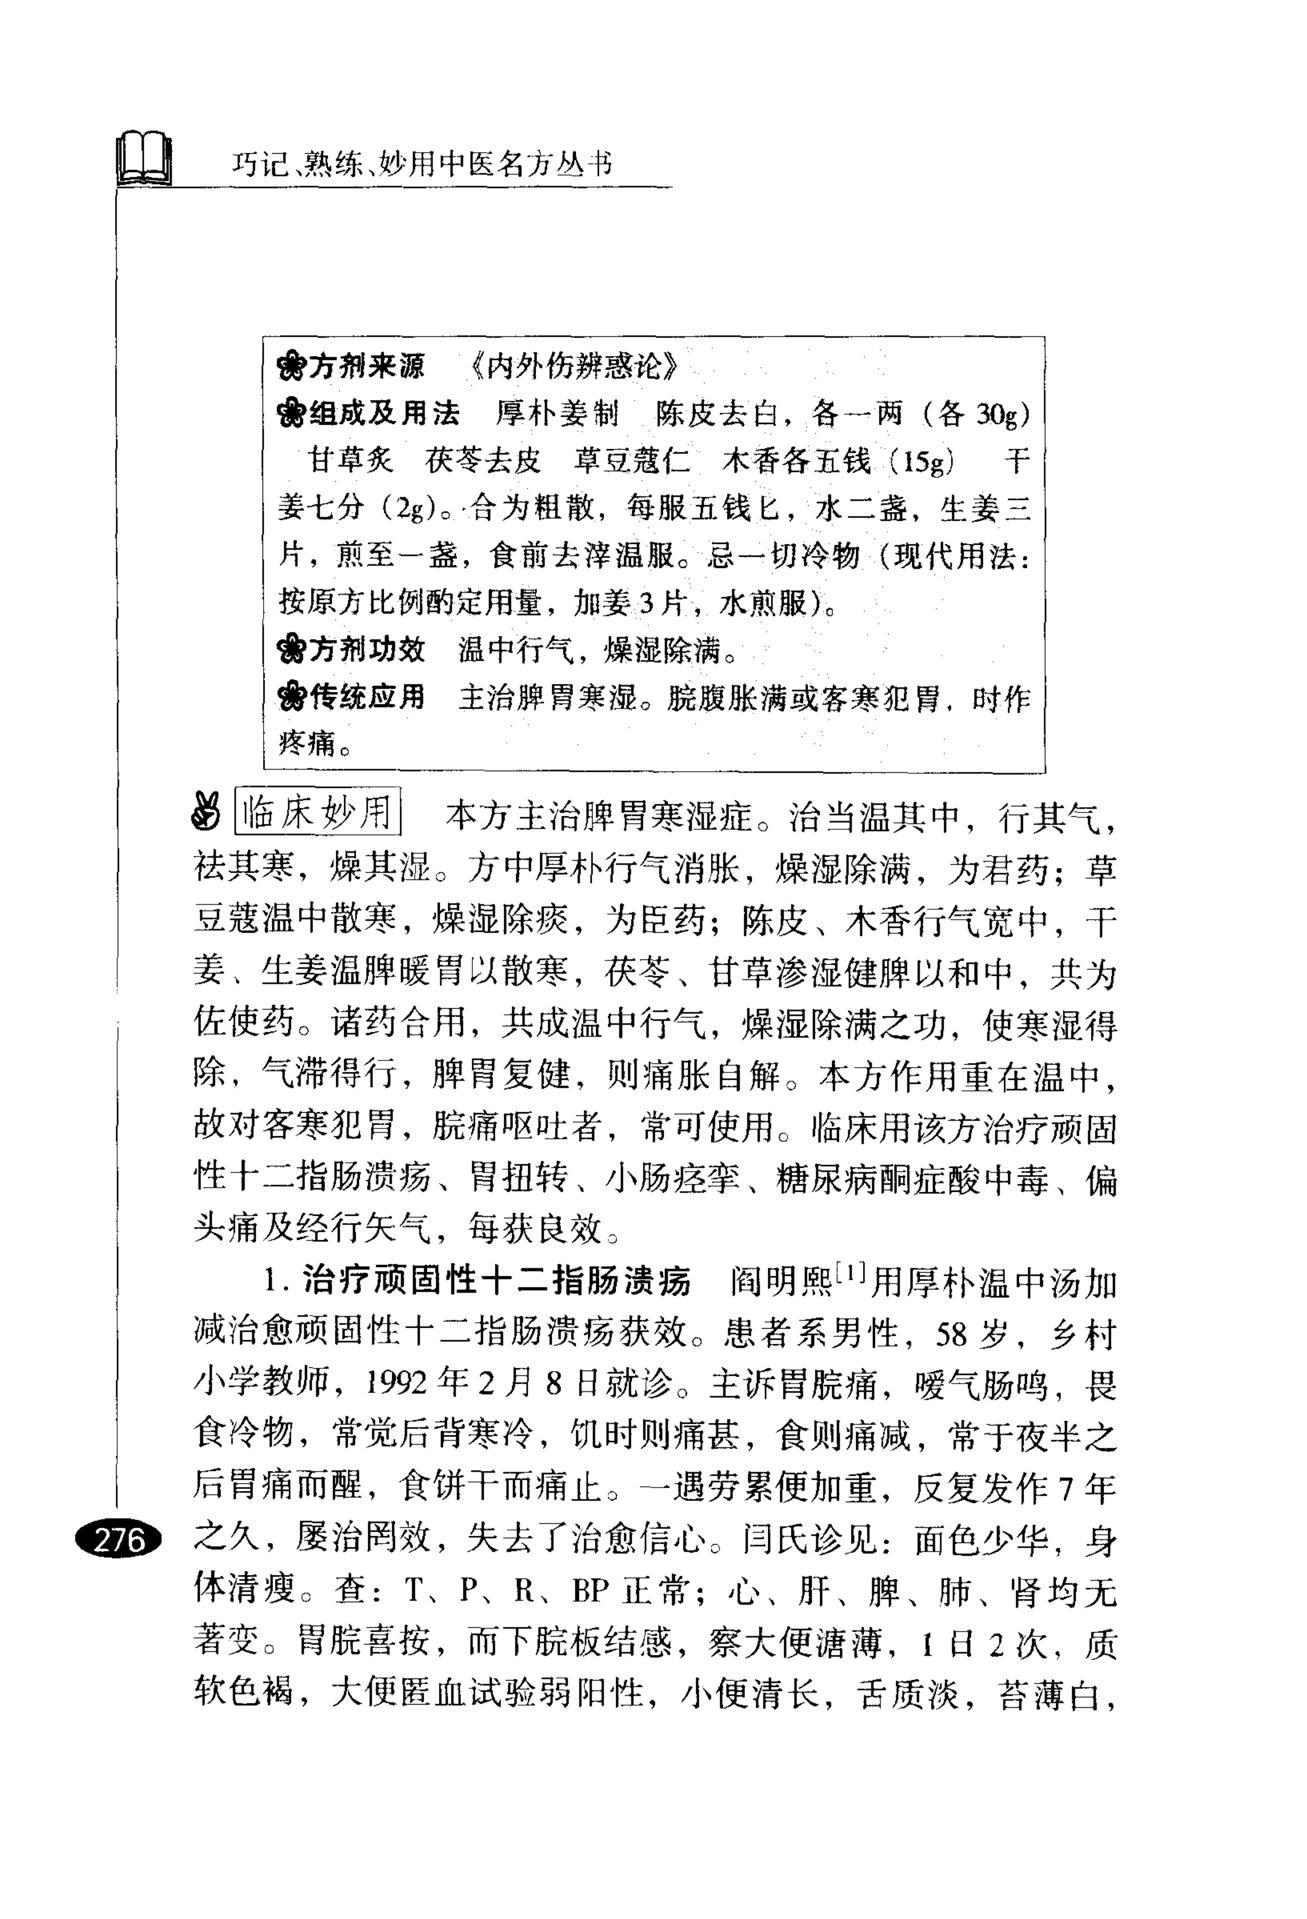 巧记、熟练、妙用中医名方丛书
方剂来源 《内外伤辨惑论》
组成及用法 厚朴姜制 陈皮去白，各一两（各30g）
甘草炙 茯苓去皮 草豆蔻仁 木香各五钱（15g） 干
姜七分（2g）。合为粗散，每服五钱匕，水二盏，生姜三
片，煎至一盏，食前去滓温服。忌一切冷物（现代用法：
按原方比例酌定用量，加姜3片，水煎服）。
方剂功效 温中行气，燥湿除满。
传统应用 主治脾胃寒湿。脘腹胀满或客寒犯胃，时作
疼痛。
临床妙用 本方主治脾胃寒湿症。治当温其中，行其气，
祛其寒，燥其湿。方中厚朴行气消胀，燥湿除满，为君药；草
豆蔻温中散寒，燥湿除痰，为臣药；陈皮、木香行气宽中，干
姜、生姜温脾暖胃以散寒，茯苓、甘草渗湿健脾以和中，共为
佐使药。诸药合用，共成温中行气，燥湿除满之功，使寒湿得
除，气滞得行，脾胃复健，则痛胀自解。本方作用重在温中，
故对客寒犯胃，脘痛呕吐者，常可使用。临床用该方治疗顽固
性十二指肠溃疡、胃扭转、小肠痉挛、糖尿病酮症酸中毒、偏
头痛及经行矢气，每获良效。
1. 治疗顽固性十二指肠溃疡 阎明熙[1]用厚朴温中汤加
减治愈顽固性十二指肠溃疡获效。患者系男性，58岁，乡村
小学教师，1992年2月8日就诊。主诉胃脘痛，嗳气肠鸣，畏
食冷物，常觉后背寒冷，饥时则痛甚，食则痛减，常于夜半之
后胃痛而醒，食饼干而痛止。一遇劳累便加重，反复发作7年
之久，屡治罔效，失去了治愈信心。闫氏诊见：面色少华，身
体清瘦。查：T、P、R、BP正常；心、肝、脾、肺、肾均无
著变。胃脘喜按，而下脘板结感，察大便溏薄，1日2次，质
软色褐，大便匿血试验弱阳性，小便清长，舌质淡，苔薄白，
276